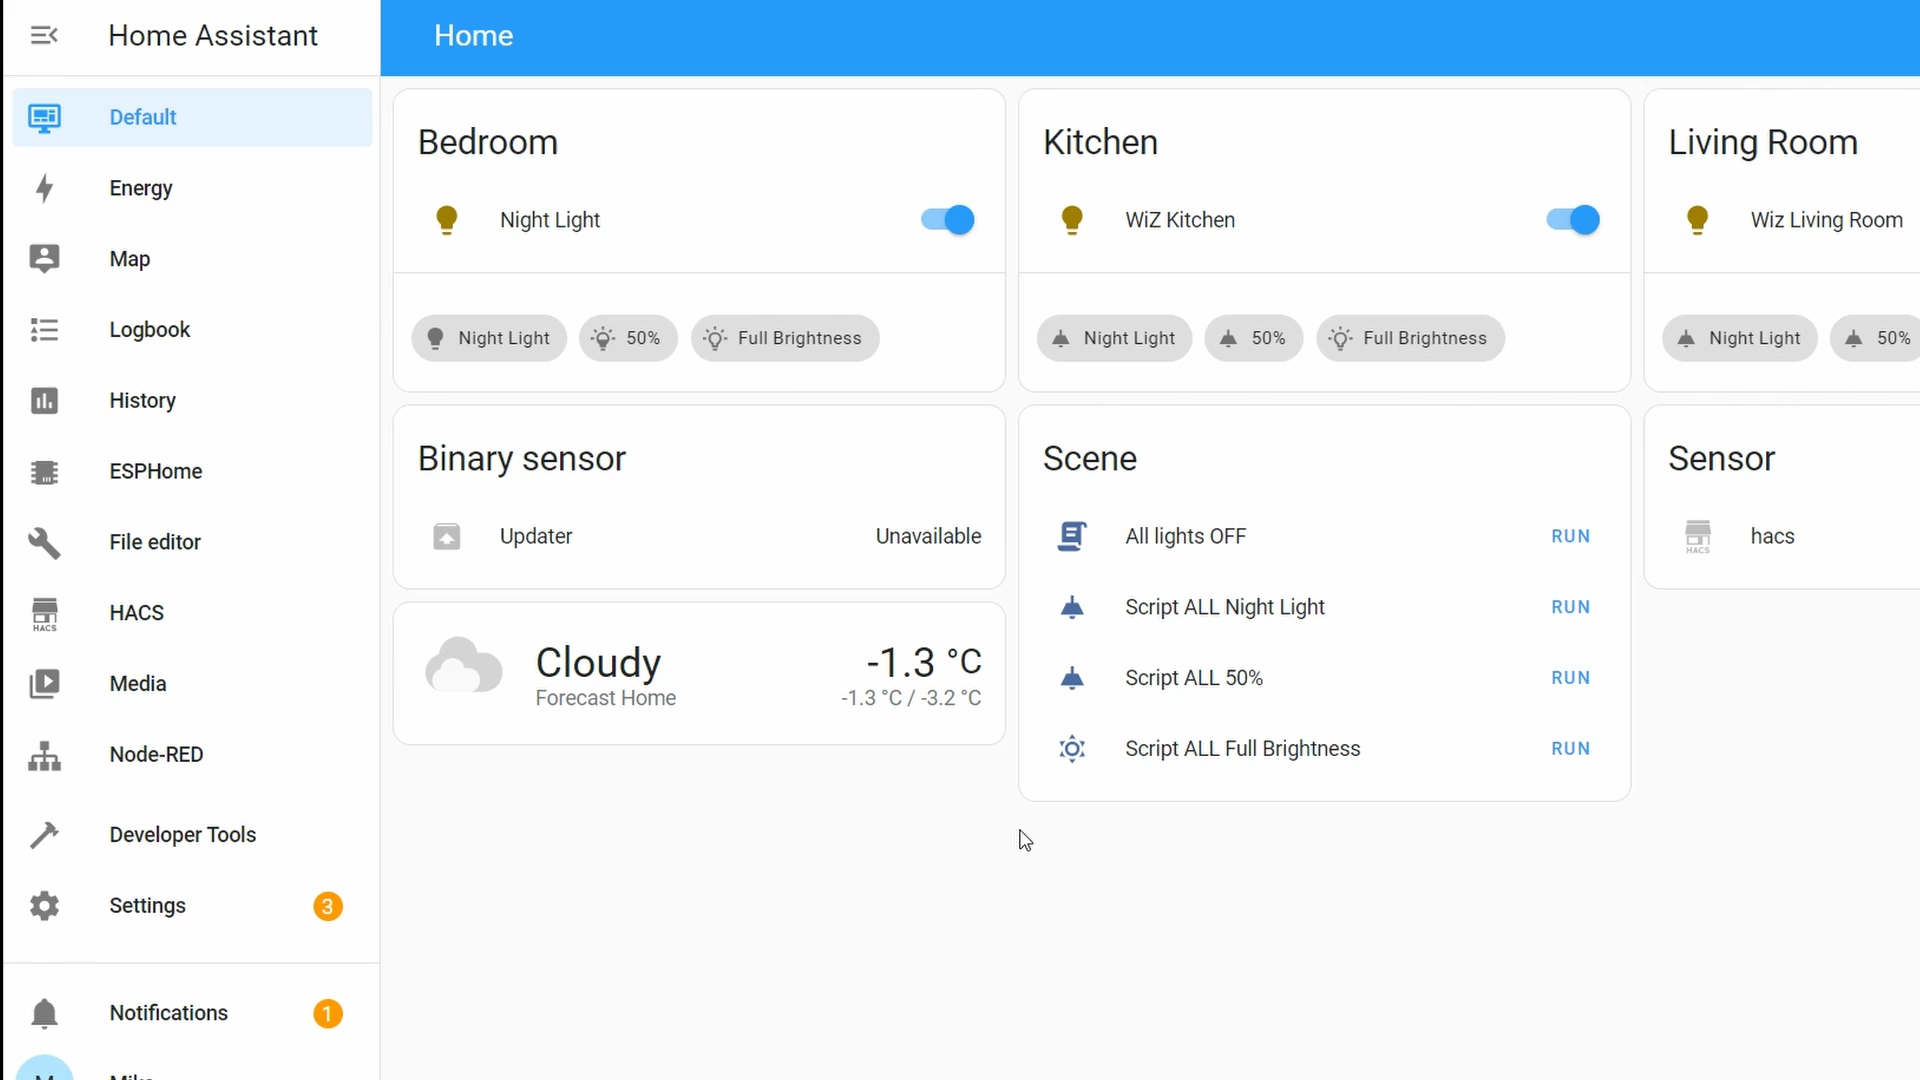 Home Assistant
Default
Energy
Map
Logbook
History
ESPHome
File editor
HACS
HACS
Media
Node-RED
Developer Tools
Settings 3
Notifications 1
Home
Bedroom
Night Light
Night Light 50% Full Brightness
Kitchen
WiZ Kitchen
Night Light 50% Full Brightness
Living Room
Wiz Living Room
Night Light 50%
Binary sensor
Updater Unavailable
Cloudy -1.3 °C
Forecast Home -1.3 °C / -3.2 °C
Scene
All lights OFF RUN
Script ALL Night Light RUN
Script ALL 50% RUN
Script ALL Full Brightness RUN
Sensor
HACS hacs